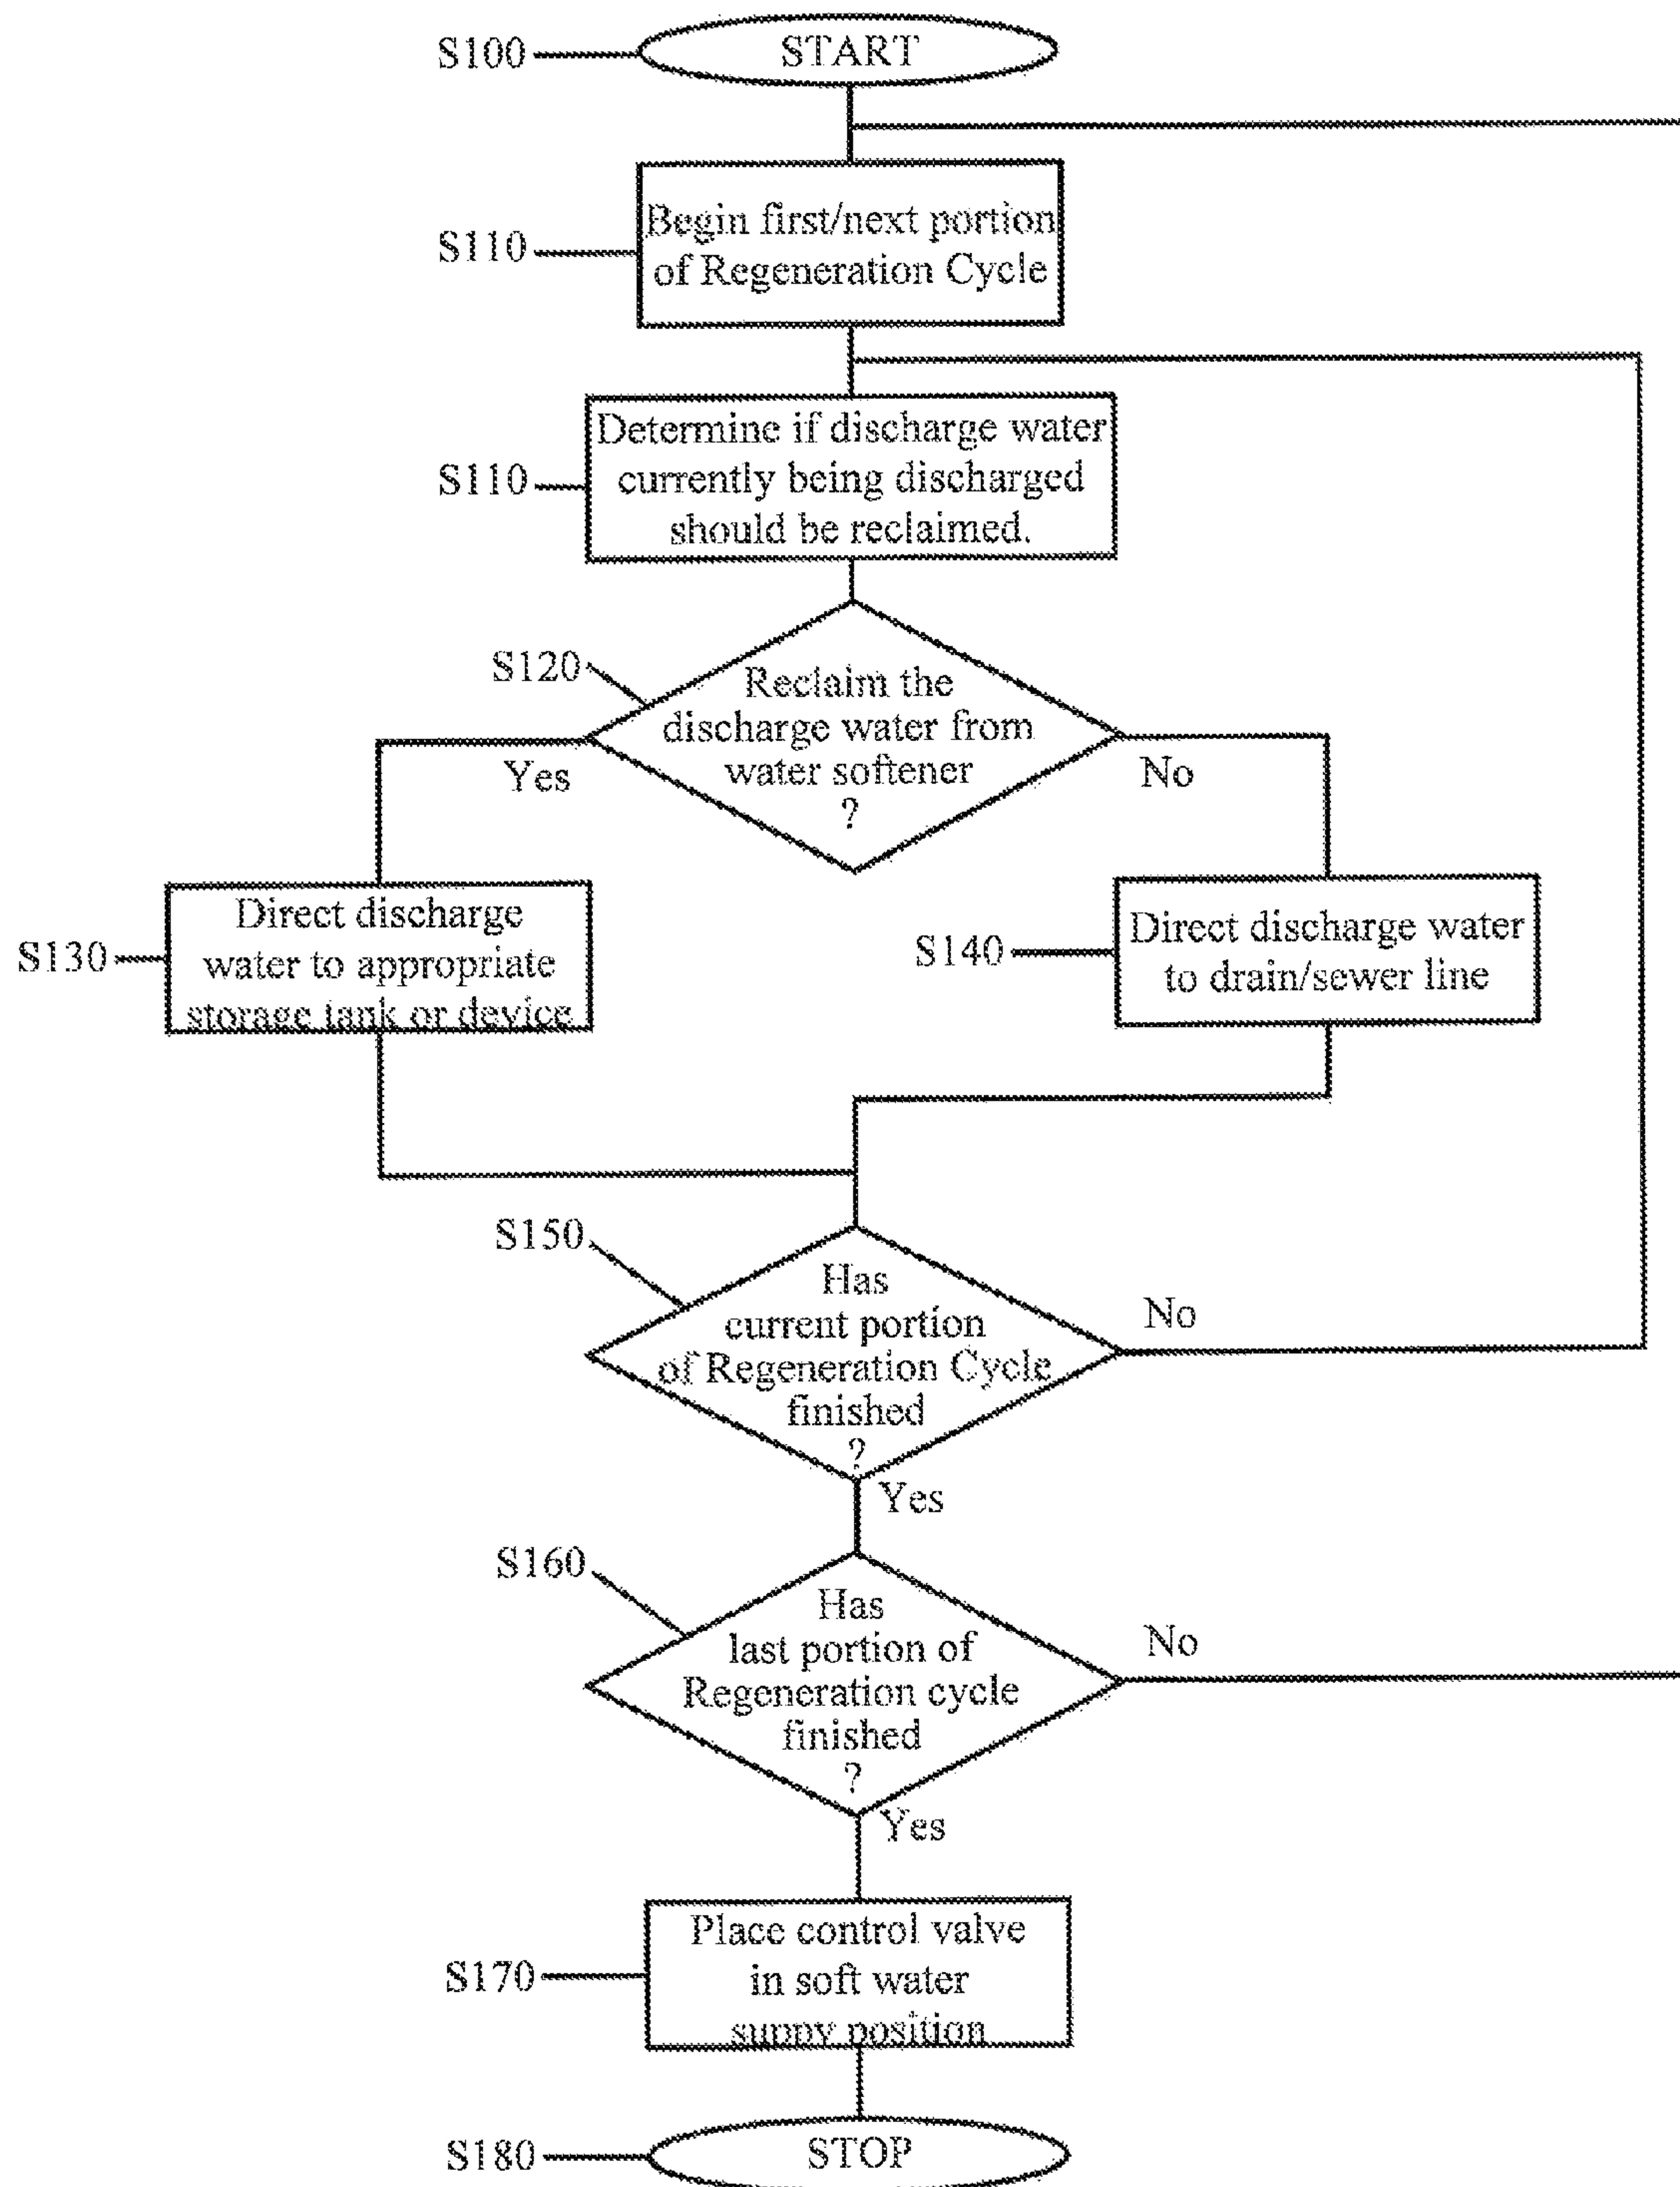 S100
START
S110
Begin first/next portion
of Regeneration Cycle
S110
Determine if discharge water
currently being discharged
should be reclaimed.
S120
Reclaim the
discharge water from
water softener
?
Yes
No
S130
Direct discharge
water to appropriate
storage tank or device
S140
Direct discharge water
to drain/sewer line
S150
Has
current portion
of Regeneration Cycle
finished
?
No
Yes
S160
Has
last portion of
Regeneration cycle
finished
?
No
Yes
S170
Place control valve
in soft water
suppy position
S180
STOP